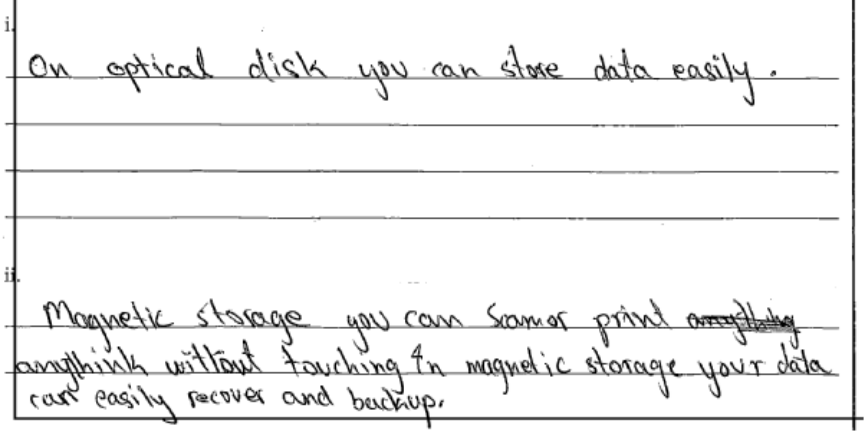 i.
On optical disk you can store data easily.
ii.
Magnetic storage you can Scan or print anything
anythink without touching in magnetic storage your data
can easily recover and backup.